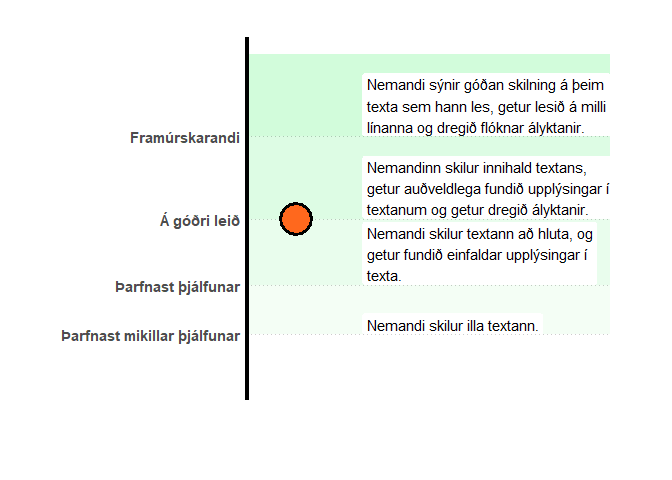 Nemandi sýnir góðan skilning á þeim
texta sem hann les, getur lesið á milli
línanna og dregið flóknar ályktanir.
Framúrskarandi
Nemandinn skilur innihald textans,
getur auðveldlega fundið upplýsingar í
textanum og getur dregið ályktanir.
Á góðri leið
Nemandi skilur textann að hluta, og
getur fundið einfaldar upplýsingar í
texta.
Þarfnast þjálfunar
Nemandi skilur illa textann.
Þarfnast mikillar þjálfunar